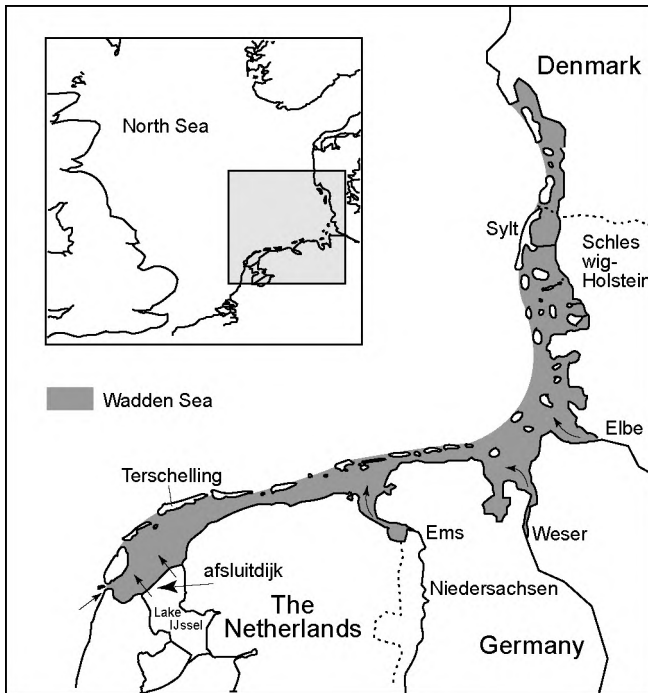 Denmark
North Sea
Sylt
Schles
wig-
Holstein
Wadden Sea
Elbe
Terschelling
Ems
Weser
afsluitdijk
Niedersachsen
Lake
IJssel
The
Netherlands
Germany